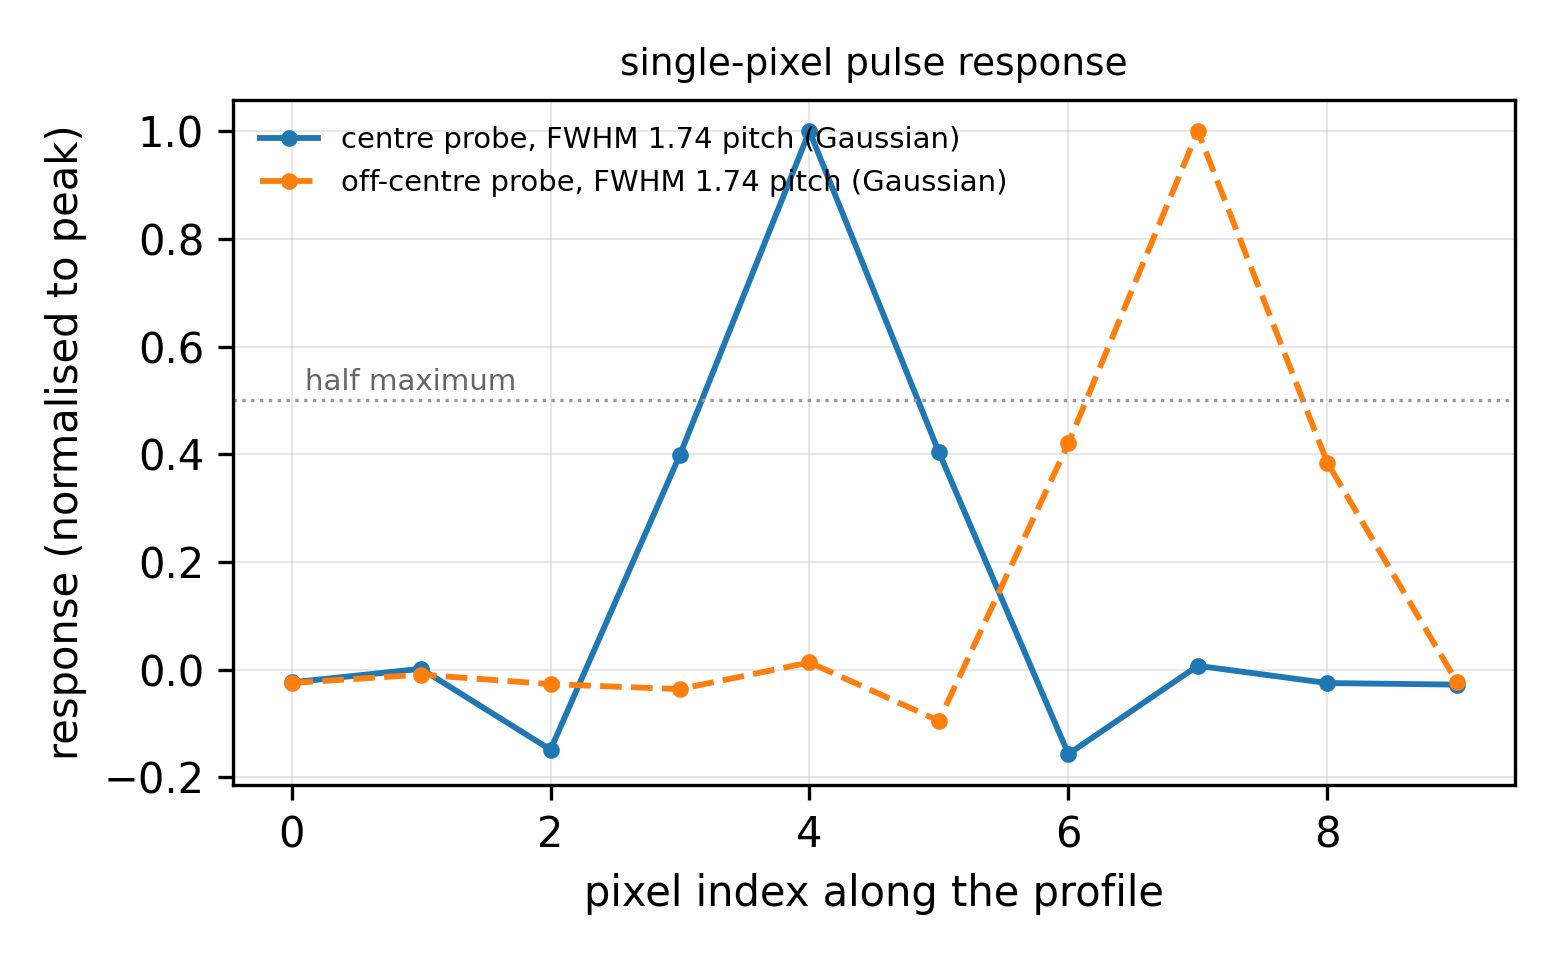 single-pixel pulse response
centre probe, FWHM 1.74 pitch (Gaussian)
off-centre probe, FWHM 1.74 pitch (Gaussian)
half maximum
response (normalised to peak)
1.0
0.8
0.6
0.4
0.2
0.0
−0.2
0 2 4 6 8
pixel index along the profile